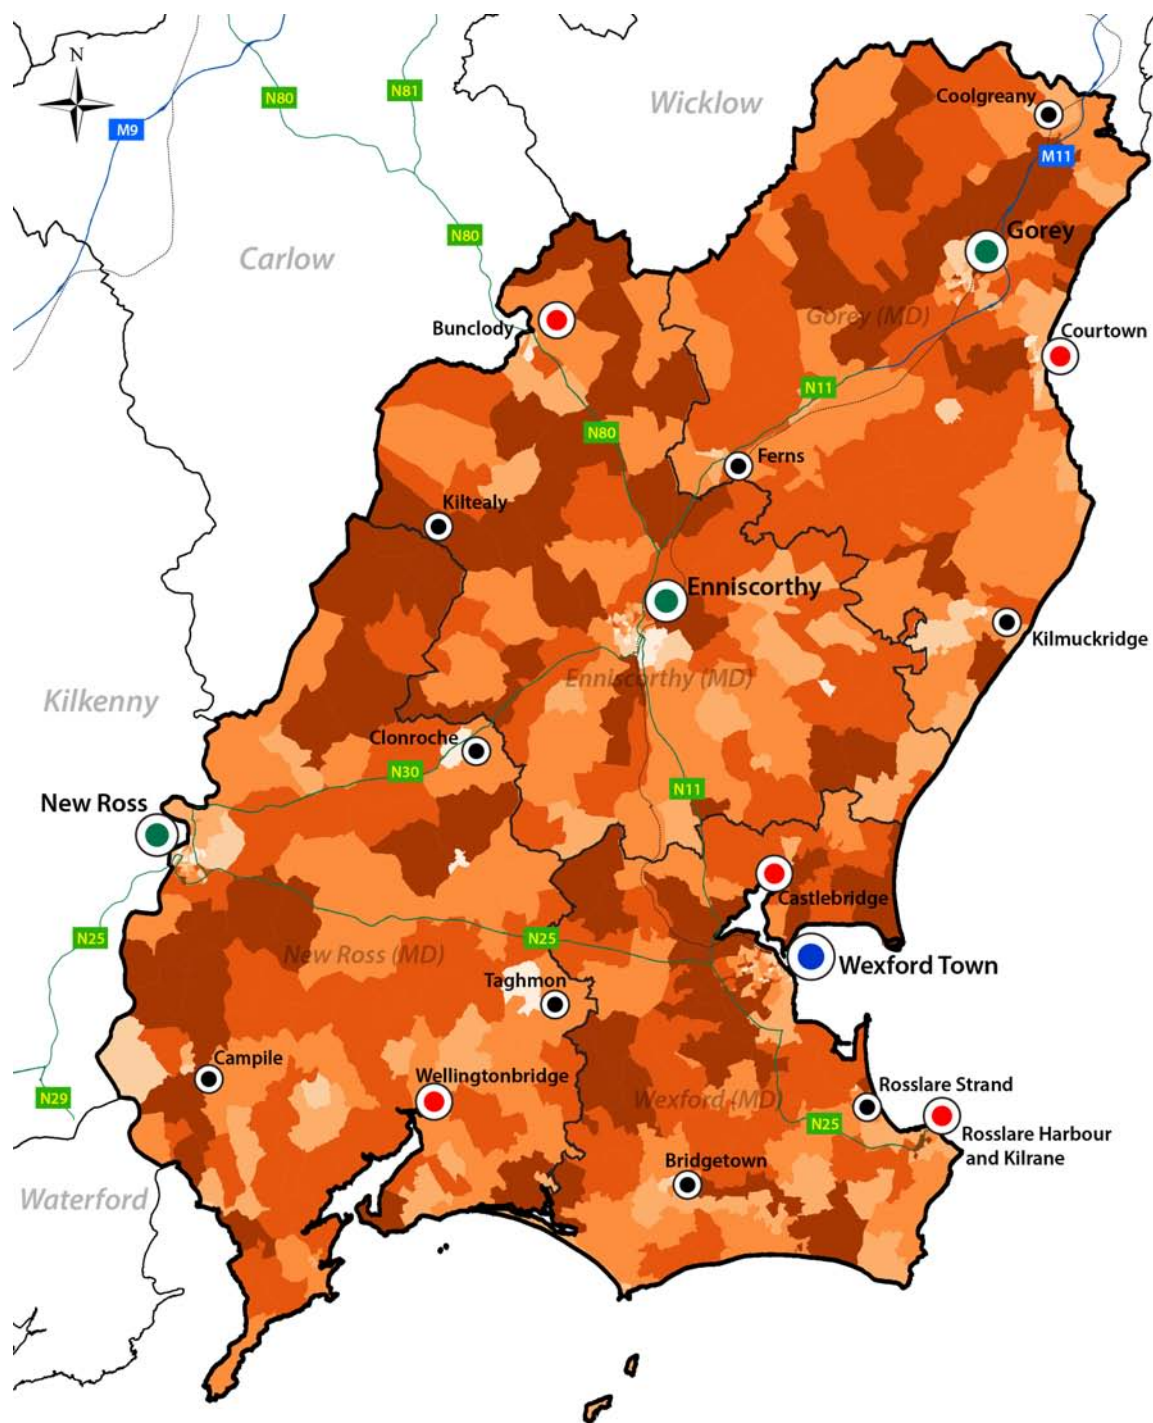 N
N80
N81
M9
Wicklow
Coolgreany
M11
N80
Carlow
Gorey
Gorey (MD)
Bunclody
Courtown
N11
N80
Ferns
Kiltealy
Enniscorthy
Kilmuckridge
Enniscorthy (MD)
Kilkenny
Clonroche
N30
N11
New Ross
Castlebridge
N25
N25
New Ross (MD)
Wexford Town
Taghmon
Campile
Wellingtonbridge
N29
Wexford (MD)
Rosslare Strand
N25
Rosslare Harbour
and Kilrane
Bridgetown
Waterford